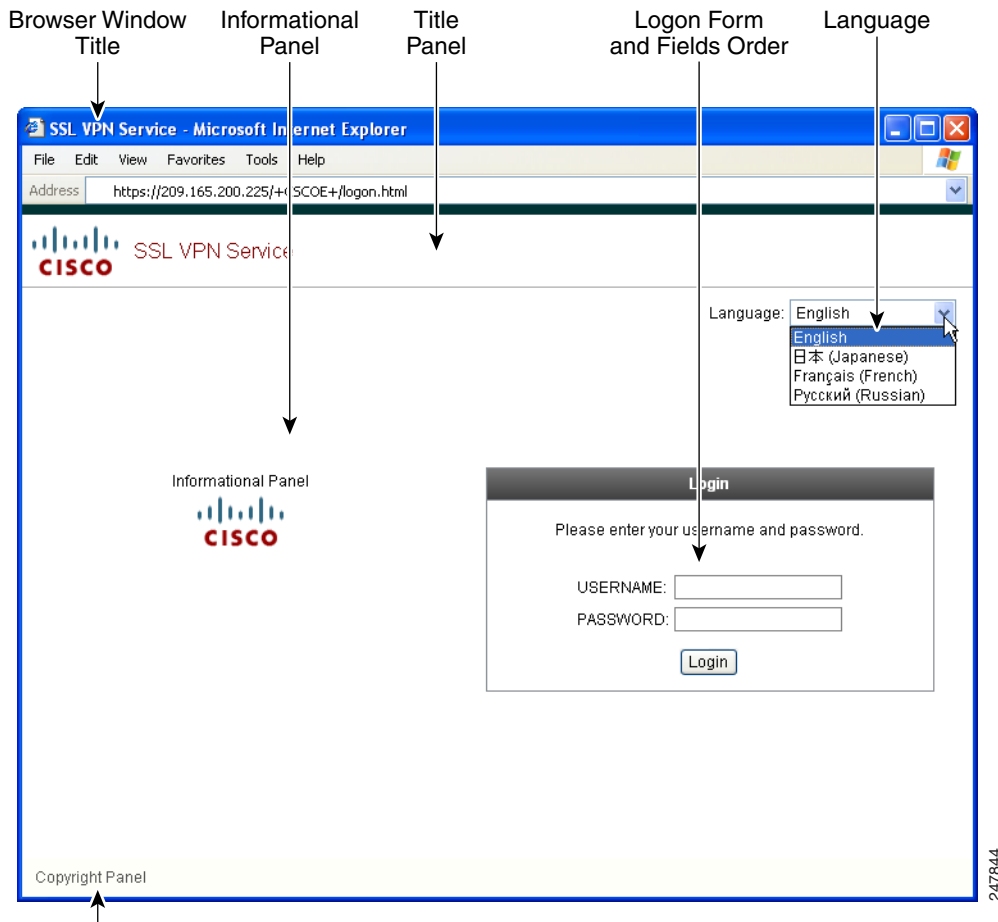 Browser Window Title
Informational Panel
Title Panel
Logon Form and Fields Order
Language
SSL VPN Service - Microsoft Internet Explorer
File Edit View Favorites Tools Help
Address https://209.165.200.225/+CSCOE+/logon.html
CISCO SSL VPN Service
Language: English
English
日本 (Japanese)
Français (French)
Русский (Russian)
Informational Panel
CISCO
Login
Please enter your username and password.
USERNAME:
PASSWORD:
Login
Copyright Panel
247844